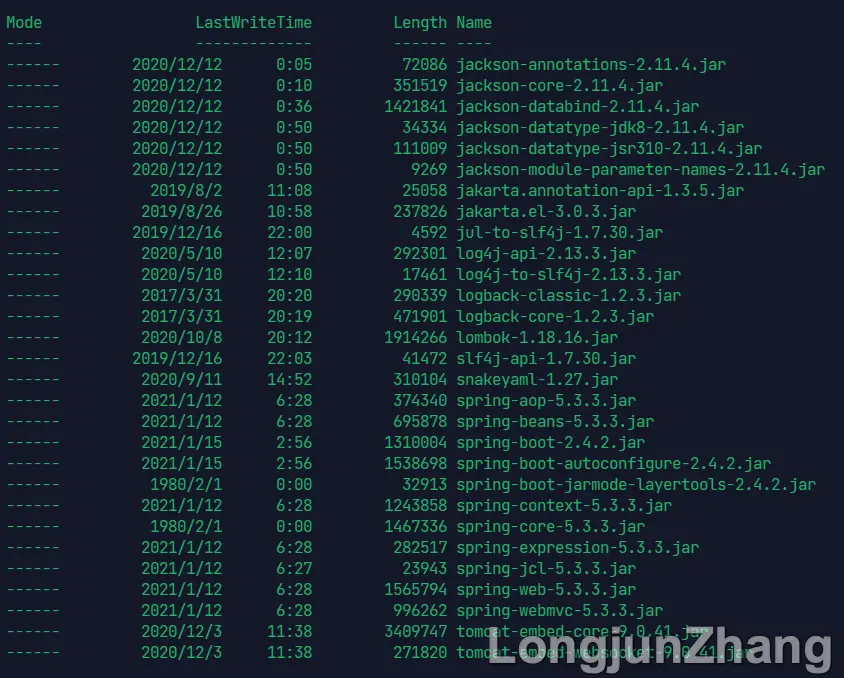 Mode LastWriteTime Length Name
---- ------------- ------ ----
------ 2020/12/12 0:05 72086 jackson-annotations-2.11.4.jar
------ 2020/12/12 0:10 351519 jackson-core-2.11.4.jar
------ 2020/12/12 0:36 1421841 jackson-databind-2.11.4.jar
------ 2020/12/12 0:50 34334 jackson-datatype-jdk8-2.11.4.jar
------ 2020/12/12 0:50 111009 jackson-datatype-jsr310-2.11.4.jar
------ 2020/12/12 0:50 9269 jackson-module-parameter-names-2.11.4.jar
------ 2019/8/2 11:08 25058 jakarta.annotation-api-1.3.5.jar
------ 2019/8/26 10:58 237826 jakarta.el-3.0.3.jar
------ 2019/12/16 22:00 4592 jul-to-slf4j-1.7.30.jar
------ 2020/5/10 12:07 292301 log4j-api-2.13.3.jar
------ 2020/5/10 12:10 17461 log4j-to-slf4j-2.13.3.jar
------ 2017/3/31 20:20 290339 logback-classic-1.2.3.jar
------ 2017/3/31 20:19 471901 logback-core-1.2.3.jar
------ 2020/10/8 20:12 1914266 lombok-1.18.16.jar
------ 2019/12/16 22:03 41472 slf4j-api-1.7.30.jar
------ 2020/9/11 14:52 310104 snakeyaml-1.27.jar
------ 2021/1/12 6:28 374340 spring-aop-5.3.3.jar
------ 2021/1/12 6:28 695878 spring-beans-5.3.3.jar
------ 2021/1/15 2:56 1310004 spring-boot-2.4.2.jar
------ 2021/1/15 2:56 1538698 spring-boot-autoconfigure-2.4.2.jar
------ 1980/2/1 0:00 32913 spring-boot-jarmode-layertools-2.4.2.jar
------ 2021/1/12 6:28 1243858 spring-context-5.3.3.jar
------ 1980/2/1 0:00 1467336 spring-core-5.3.3.jar
------ 2021/1/12 6:28 282517 spring-expression-5.3.3.jar
------ 2021/1/12 6:27 23943 spring-jcl-5.3.3.jar
------ 2021/1/12 6:28 1565794 spring-web-5.3.3.jar
------ 2021/1/12 6:28 996262 spring-webmvc-5.3.3.jar
------ 2020/12/3 11:38 3409747 tomcat-embed-core-9.0.41.jar
------ 2020/12/3 11:38 271820 tomcat-embed-websocket-9.0.41.jar
LongjunZhang